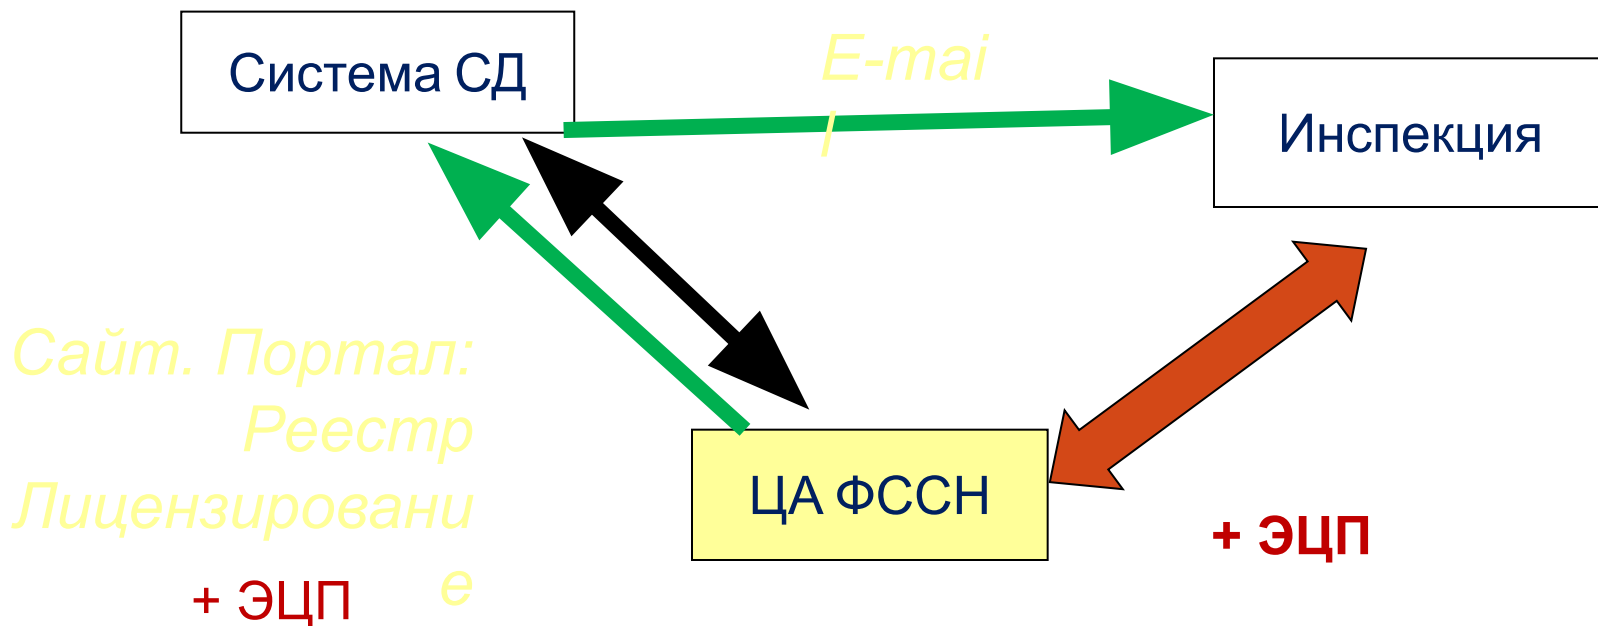 Система СД
E-mai
l
Инспекция
Сайт. Портал:
Реестр
Лицензировани
е
+ ЭЦП
ЦА ФССН
+ ЭЦП